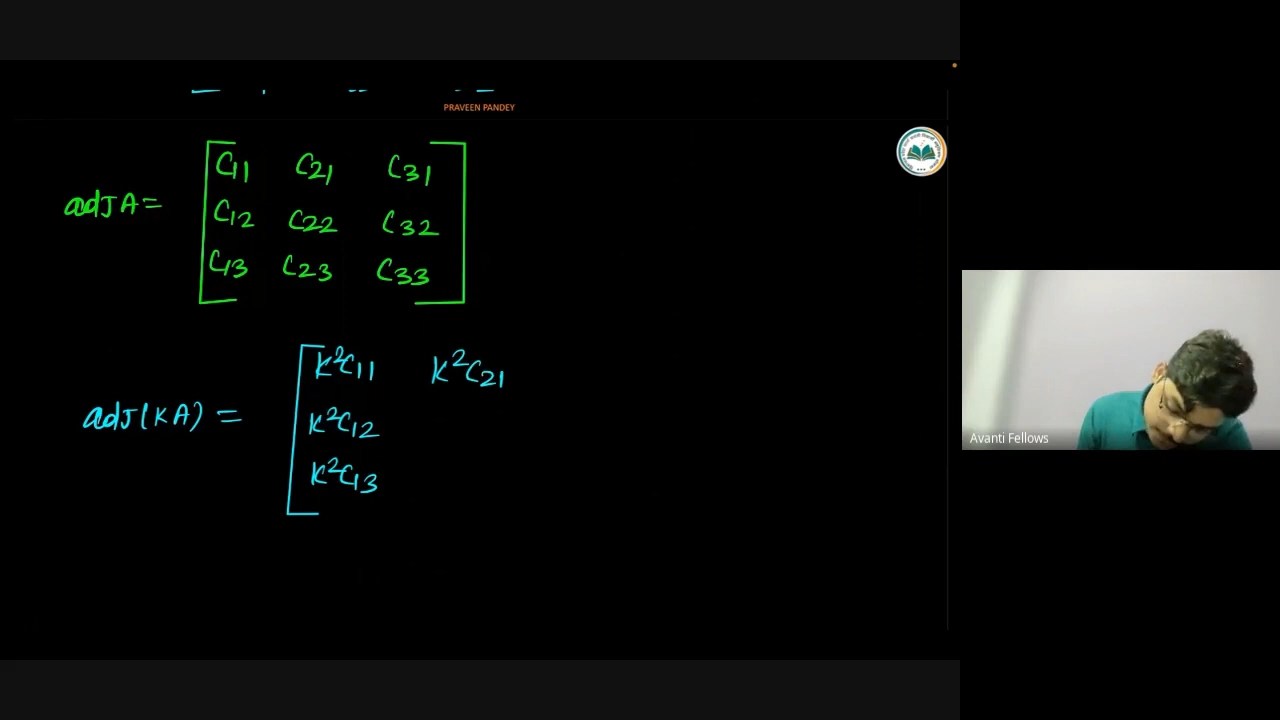 PRAVEEN PANDEY
C11 C21 C31
adJA =
C12 C22 C32
C13 C23 C33
K²C11 K²C21
adJ(KA) =
K²C12
K²C13
Avanti Fellows